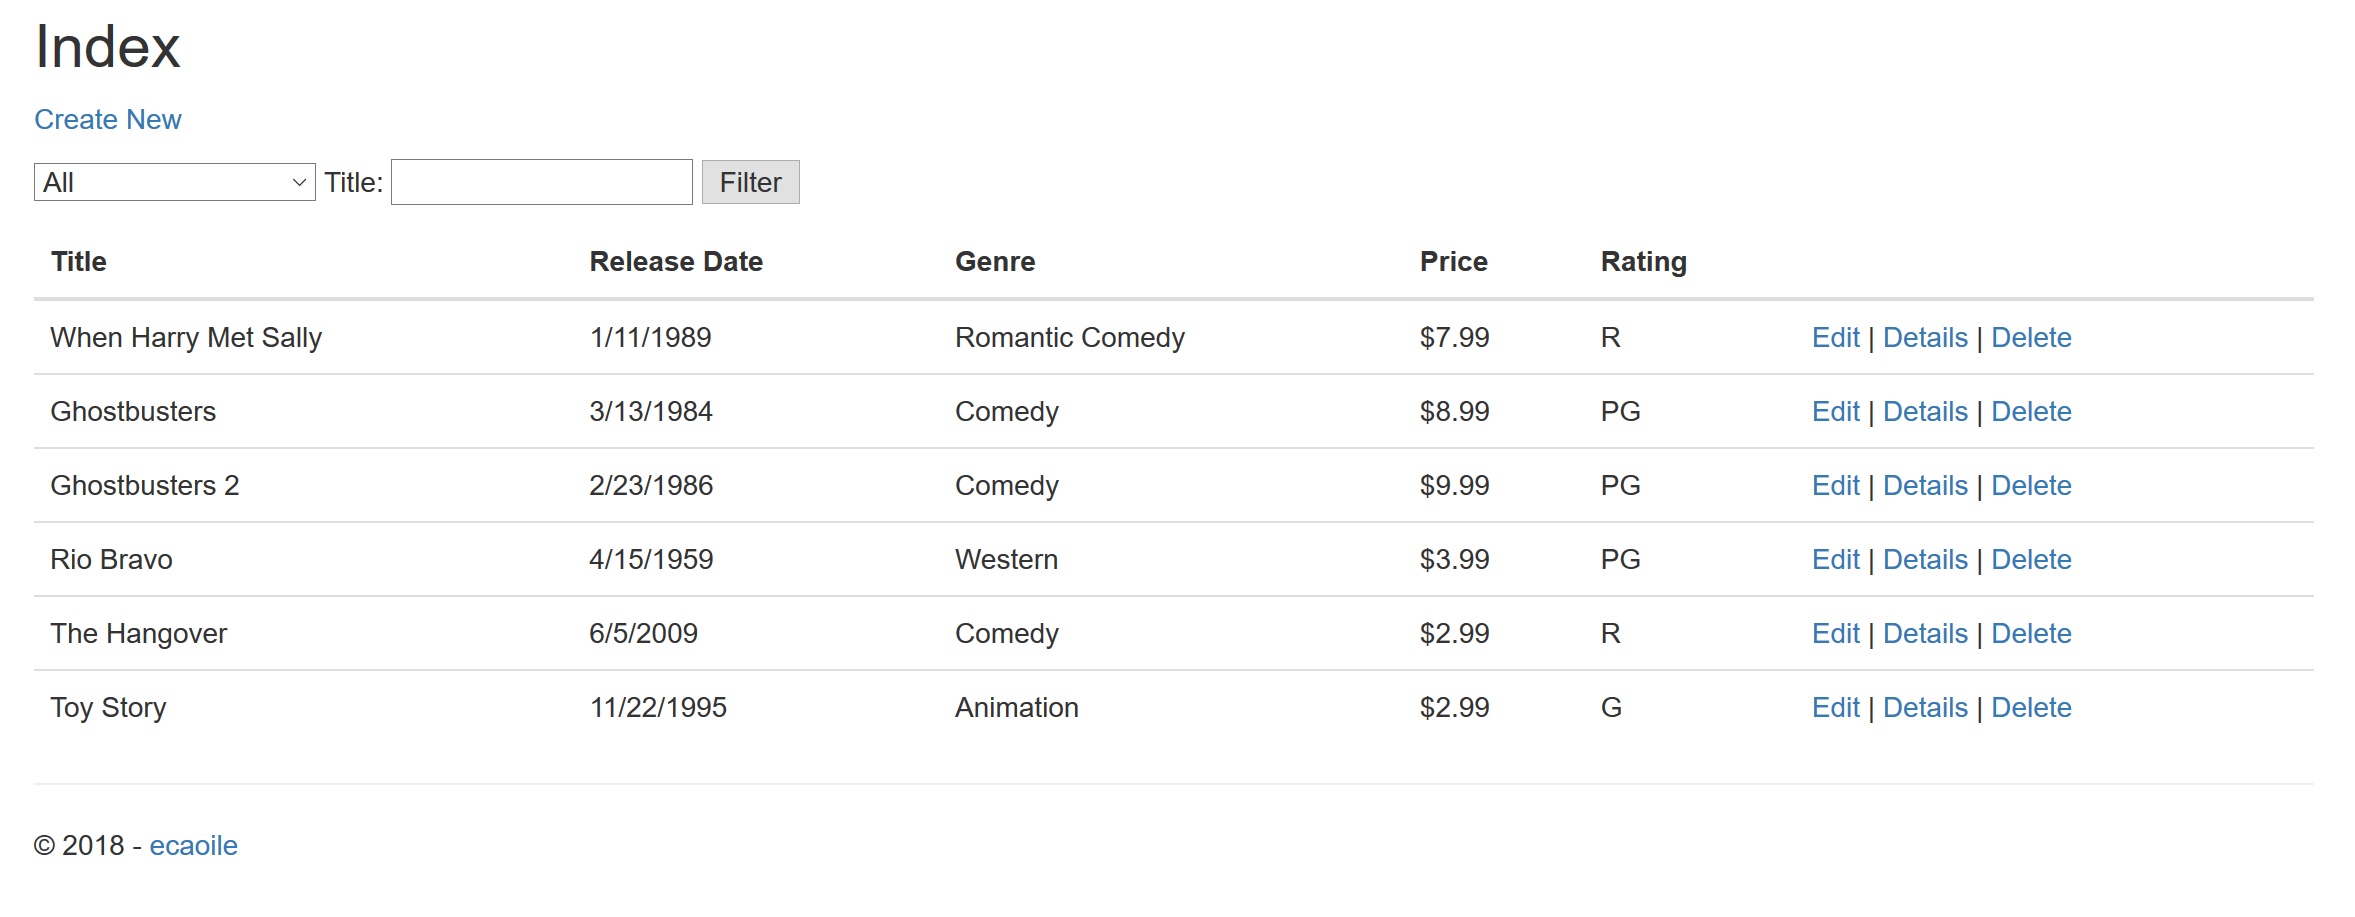 Index
Create New
All Title: Filter
Title Release Date Genre Price Rating
When Harry Met Sally 1/11/1989 Romantic Comedy $7.99 R Edit | Details | Delete
Ghostbusters 3/13/1984 Comedy $8.99 PG Edit | Details | Delete
Ghostbusters 2 2/23/1986 Comedy $9.99 PG Edit | Details | Delete
Rio Bravo 4/15/1959 Western $3.99 PG Edit | Details | Delete
The Hangover 6/5/2009 Comedy $2.99 R Edit | Details | Delete
Toy Story 11/22/1995 Animation $2.99 G Edit | Details | Delete
© 2018 - ecaoile